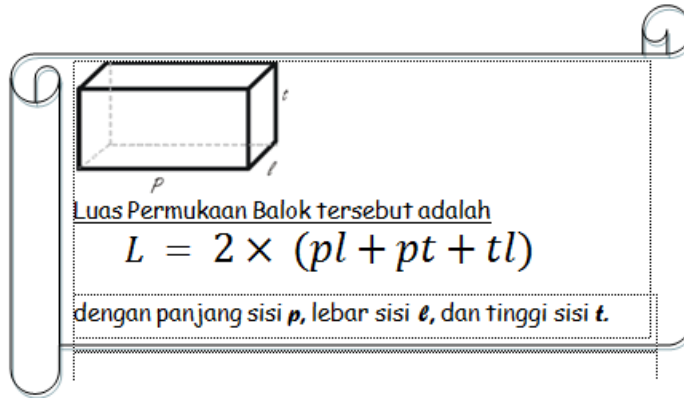 t
l
p
Luas Permukaan Balok tersebut adalah
L = 2 × (pl + pt + tl)
dengan panjang sisi p, lebar sisi ℓ, dan tinggi sisi t.